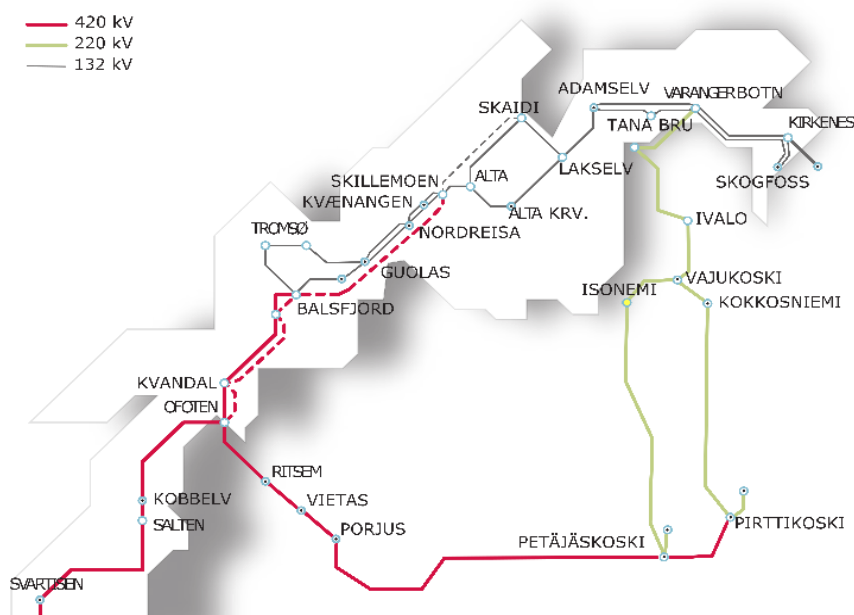 420 kV
220 kV
132 kV
ADAMSELV
VARANGERBOTN
SKAIDI
TANA BRU
KIRKENES
LAKSELV
SKOGFOSS
SKILLEMOEN
ALTA
KVÆNANGEN
ALTA KRV.
TROMSØ
NORDREISA
IVALO
GUOLAS
VAJUKOSKI
ISONEMI
BALSFJORD
KOKKOSNIEMI
KVANDAL
OFOTEN
RITSEM
KOBBELV
VIETAS
SALTEN
PORJUS
PIRTTIKOSKI
PETÄJÄSKOSKI
SVARTISEN